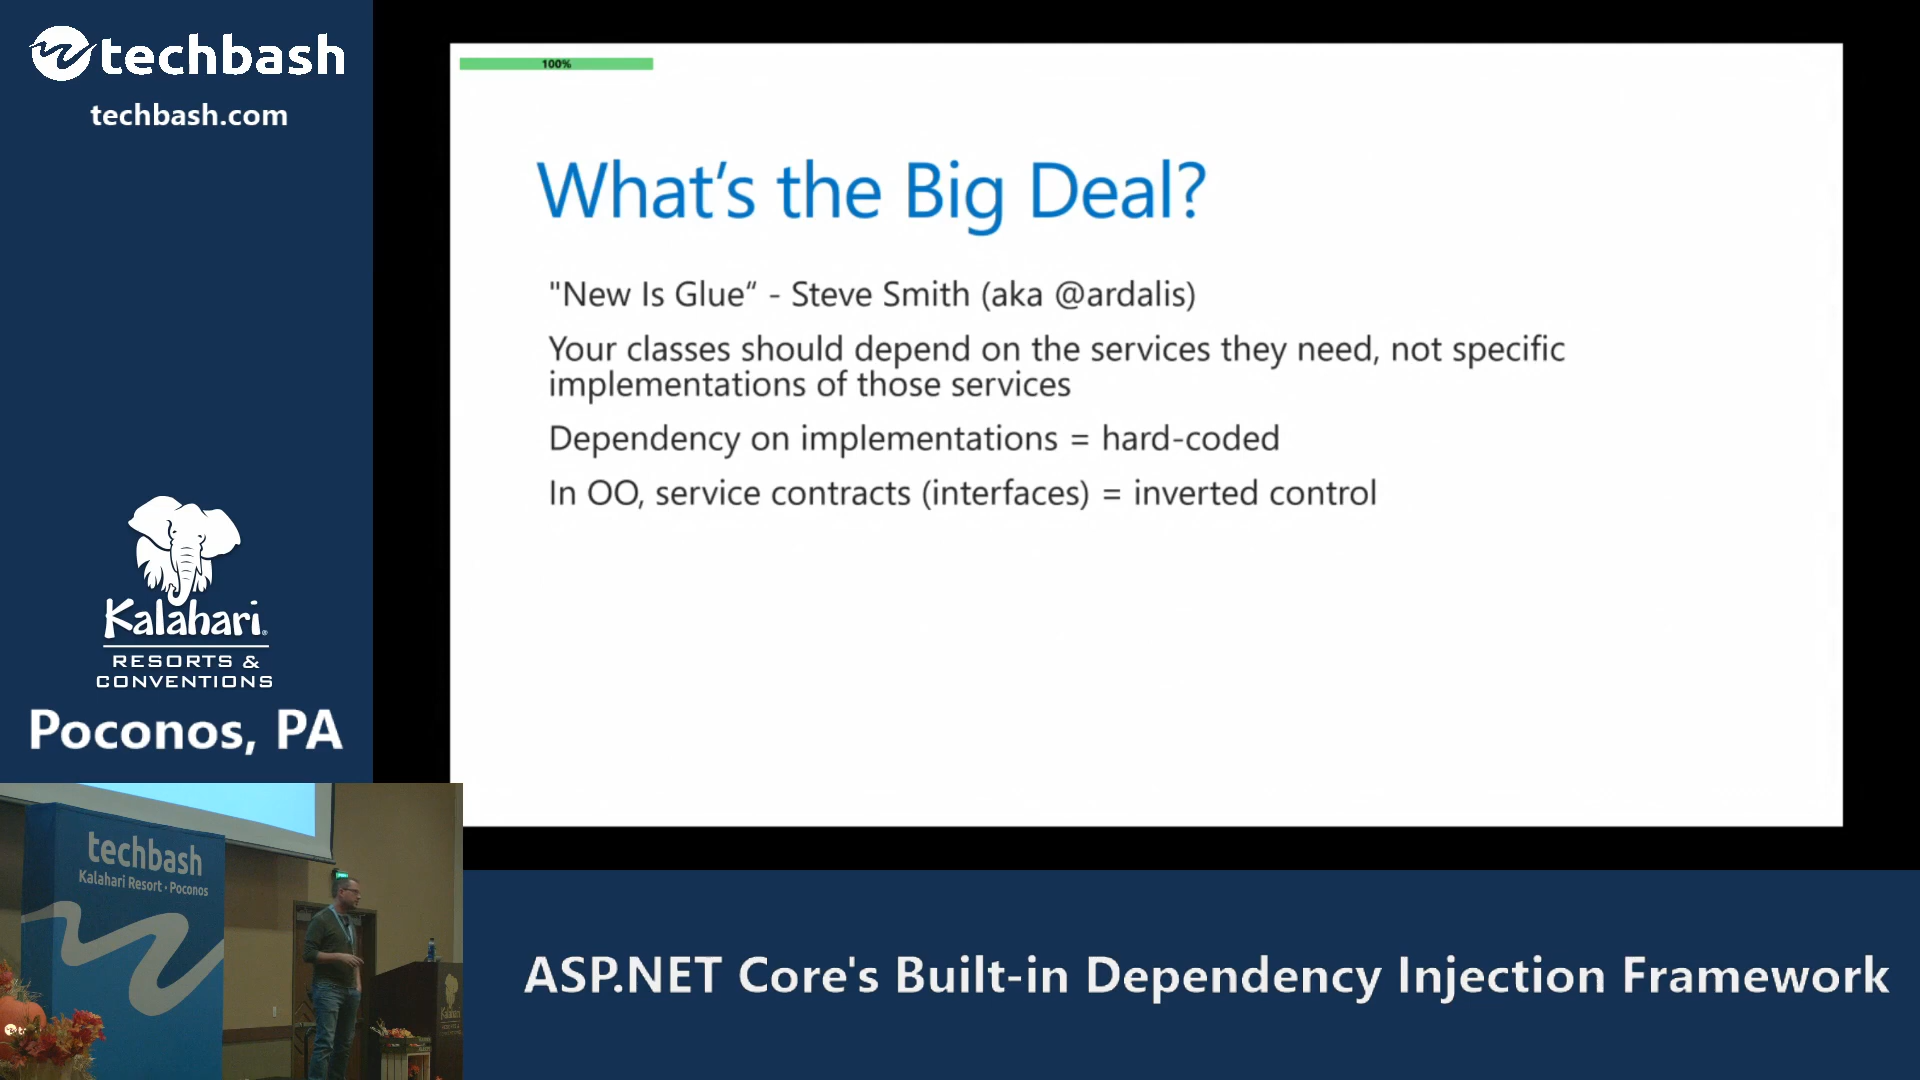 techbash
techbash.com
100%
What's the Big Deal?
"New Is Glue“ - Steve Smith (aka @ardalis)
Your classes should depend on the services they need, not specific
implementations of those services
Dependency on implementations = hard-coded
In OO, service contracts (interfaces) = inverted control
Kalahari®
RESORTS &
CONVENTIONS
Poconos, PA
techbash
Kalahari Resort • Poconos
Kalahari
ASP.NET Core's Built-in Dependency Injection Framework